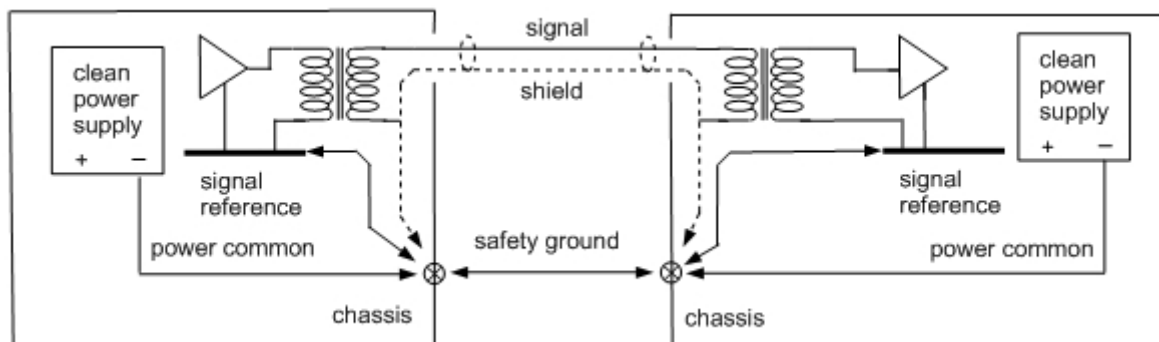 signal
clean
power
supply
+ −
shield
clean
power
supply
+ −
signal
reference
signal
reference
power common
safety ground
power common
chassis
chassis